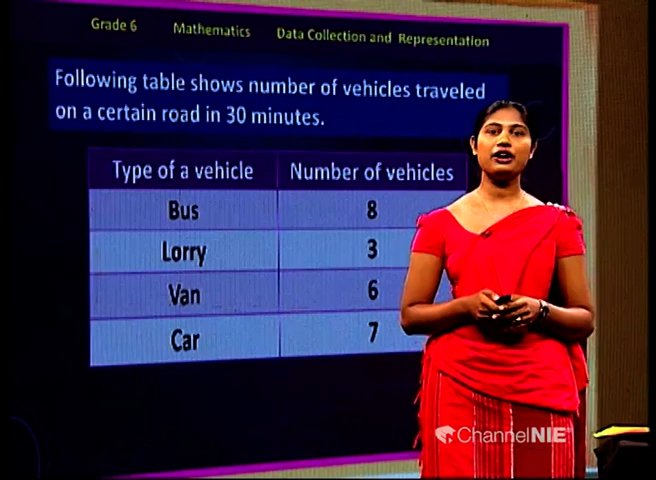 Grade 6 Mathematics Data Collection and Representation
Following table shows number of vehicles traveled
on a certain road in 30 minutes.
Type of a vehicle Number of vehicles
Bus 8
Lorry 3
Van 6
Car 7
ChannelNIE